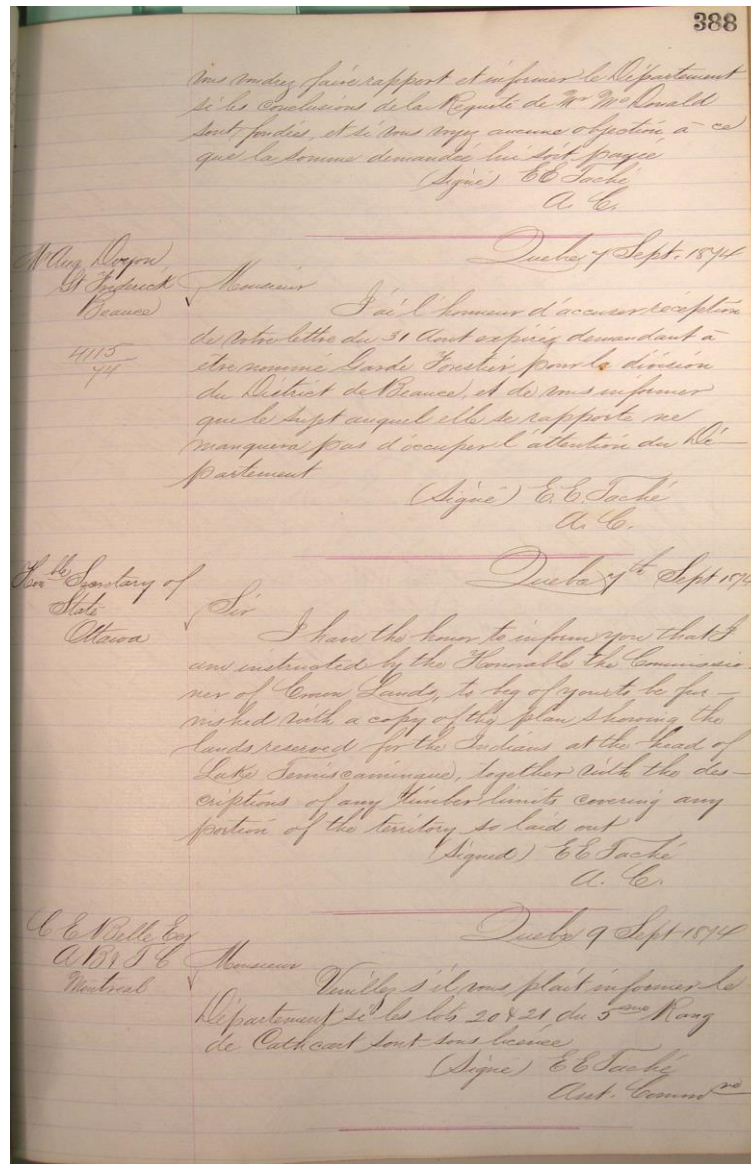 388
vous voudrez faire rapport et informer le Département
si les conclusions de la Requête de Mr McDonald
sont fondées, et si vous voyez aucune objection à ce
que la somme demandée lui soit payée
(Signé) EE Taché
A. C.
Quebec 7 Sept. 1874
Mr Aug Doyon
St Frederick
Beauce
4115
74
Monsieur
J'ai l'honneur d'accuser réception
de votre lettre du 31 Aout expiré, demandant à
être nommé Garde Forestier pour la division
du District de Beauce, et de vous informer
que le sujet auquel elle se rapporte ne
manquera pas d'occuper l'attention du Dé-
partement
(Signé) E. E. Taché
A. C.
Quebec 7th Sept 1874
Honble Secretary of
State
Ottawa
Sir
I have the honor to inform you that I
am instructed by the Honorable the Commissio-
ner of Crown Lands, to beg of you to be fur-
nished with a copy of the plan showing the
lands reserved for the Indians at the head of
Lake Temiscamingue, together with the des-
criptions of any timber limits covering any
portion of the territory so laid out
(Signed) EE Taché
A. C.
Quebec 9 Sept 1874
C E Belle Esq
Montreal
Monsieur
Veuillez s'il vous plait informer le
Département si les lots 20 & 21 du 5eme Rang
de Cathcart sont sous licence
(Signé) EE Taché